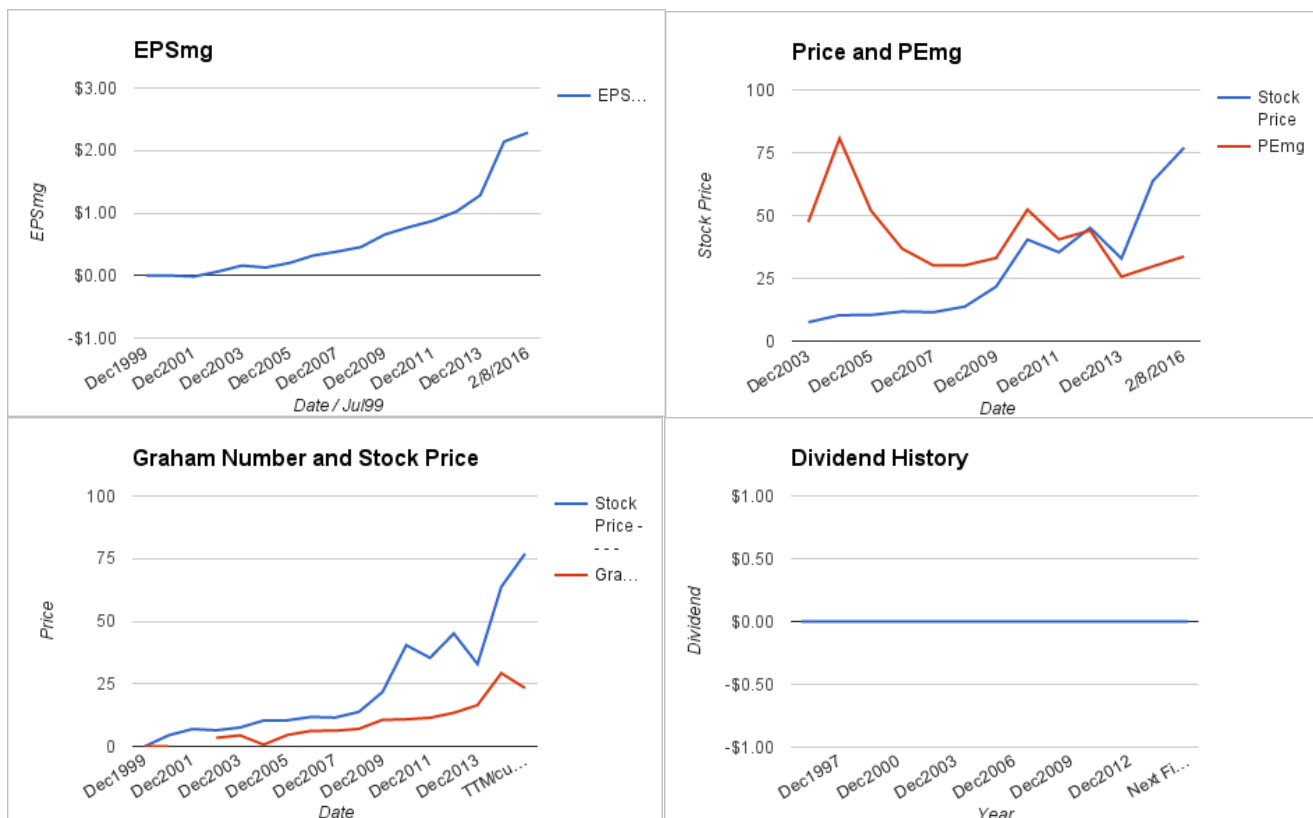 EPSmg
$3.00
$2.00
$1.00
$0.00
-$1.00
EPSmg
EPS...
Dec1999
Dec2001
Dec2003
Dec2005
Dec2007
Dec2009
Dec2011
Dec2013
2/8/2016
Date / Jul99
Price and PEmg
100
75
50
25
0
Stock Price
Stock
Price
PEmg
Dec2003
Dec2005
Dec2007
Dec2009
Dec2011
Dec2013
2/8/2016
Date
Graham Number and Stock Price
100
75
50
25
0
Price
Stock
Price -
- - -
Gra...
Dec1999
Dec2001
Dec2003
Dec2005
Dec2007
Dec2009
Dec2011
Dec2013
TTM/cu...
Date
Dividend History
$1.00
$0.50
$0.00
-$0.50
-$1.00
Dividend
Dec1997
Dec2000
Dec2003
Dec2006
Dec2009
Dec2012
Next Fi...
Year